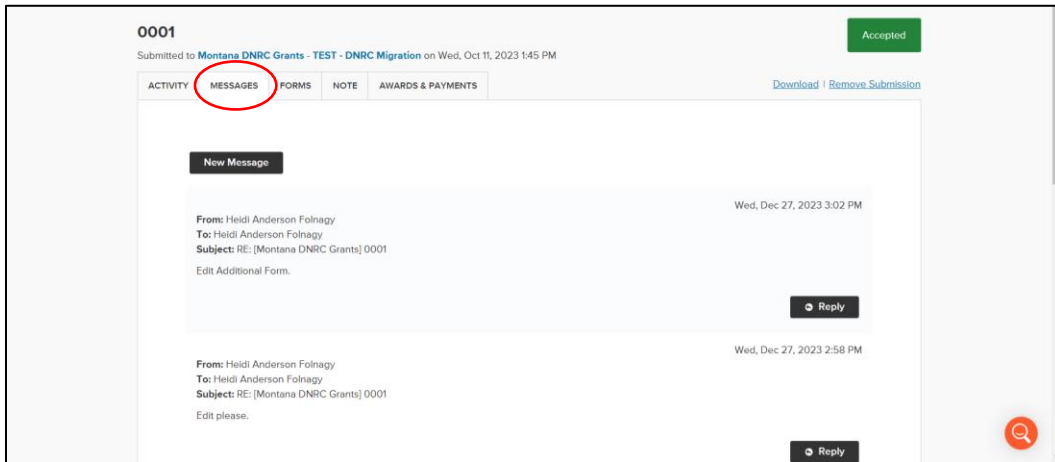 0001
Accepted
Submitted to Montana DNRC Grants - TEST - DNRC Migration on Wed, Oct 11, 2023 1:45 PM
ACTIVITY MESSAGES FORMS NOTE AWARDS & PAYMENTS Download | Remove Submission
New Message
Wed, Dec 27, 2023 3:02 PM
From: Heidi Anderson Folnagy
To: Heidi Anderson Folnagy
Subject: RE: [Montana DNRC Grants] 0001
Edit Additional Form.
Reply
Wed, Dec 27, 2023 2:58 PM
From: Heidi Anderson Folnagy
To: Heidi Anderson Folnagy
Subject: RE: [Montana DNRC Grants] 0001
Edit please.
Reply